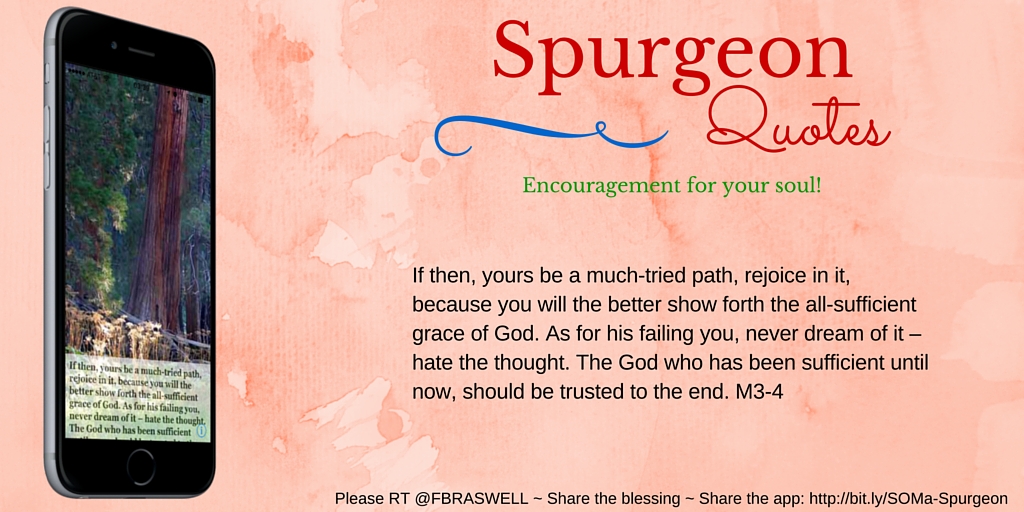 Spurgeon
Quotes
Encouragement for your soul!
If then, yours be a much-tried path, rejoice in it,
because you will the better show forth the all-sufficient
grace of God. As for his failing you, never dream of it –
hate the thought. The God who has been sufficient until
now, should be trusted to the end. M3-4
If then, yours be a much-tried path,
rejoice in it, because you will the
better show forth the all-sufficient
grace of God. As for his failing you,
never dream of it – hate the thought.
The God who has been sufficient
Please RT @FBRASWELL ~ Share the blessing ~ Share the app: http://bit.ly/SOMa-Spurgeon